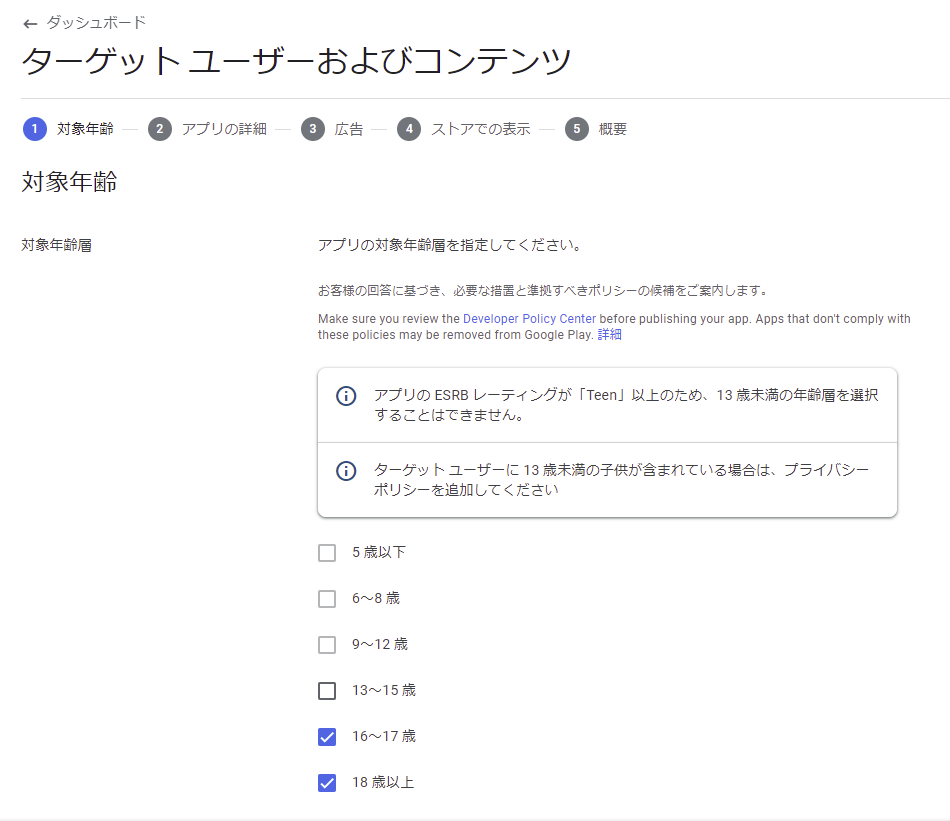 ← ダッシュボード
ターゲット ユーザーおよびコンテンツ
1 対象年齢 — 2 アプリの詳細 — 3 広告 — 4 ストアでの表示 — 5 概要
対象年齢
対象年齢層
アプリの対象年齢層を指定してください。
お客様の回答に基づき、必要な措置と準拠すべきポリシーの候補をご案内します。
Make sure you review the Developer Policy Center before publishing your app. Apps that don't comply with
these policies may be removed from Google Play. 詳細
アプリの ESRB レーティングが「Teen」以上のため、13 歳未満の年齢層を選択
することはできません。
ターゲット ユーザーに 13 歳未満の子供が含まれている場合は、プライバシー
ポリシーを追加してください
5 歳以下
6～8 歳
9～12 歳
13～15 歳
16～17 歳
18 歳以上